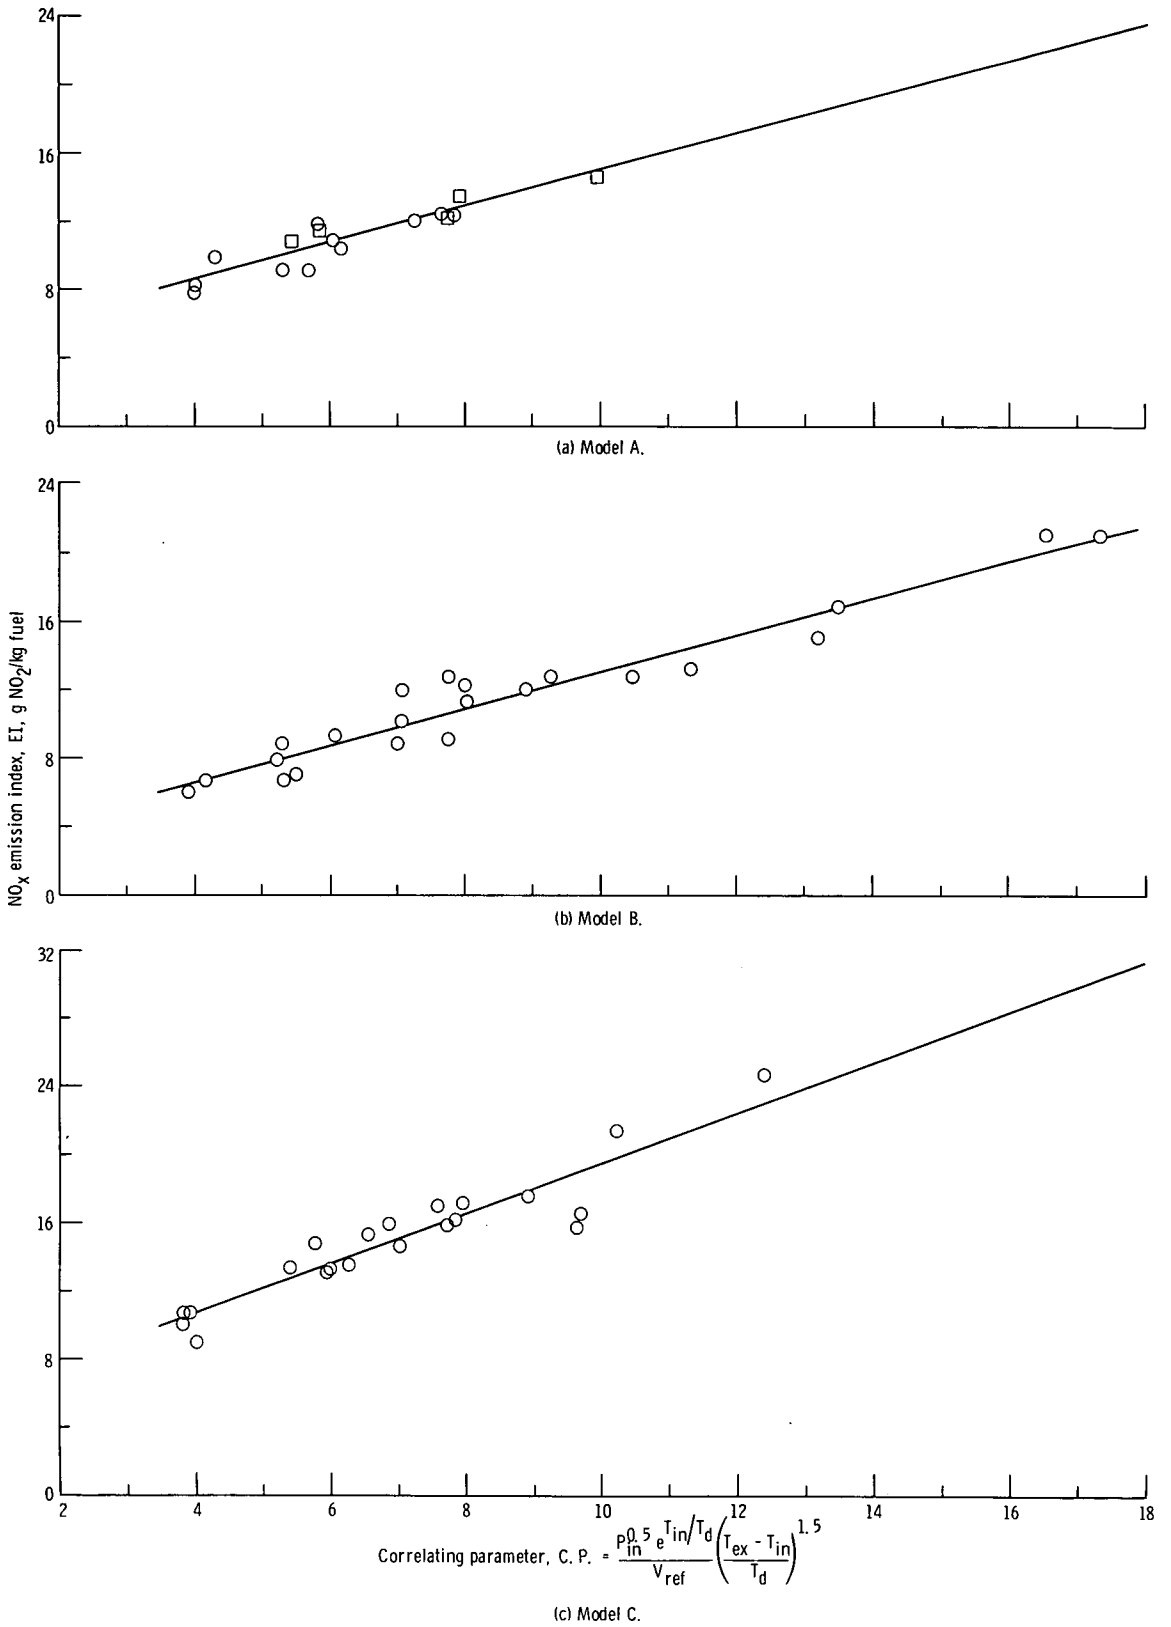 24
16
8
0
(a) Model A.
24
16
8
0
(b) Model B.
NOx emission index, EI, g NO2/kg fuel
32
24
16
8
0
2 4 6 8 10 12 14 16 18
Correlating parameter, C. P. = P_in^0.5 e^T_in/T_d / V_ref (T_ex - T_in / T_d)^1.5
(c) Model C.